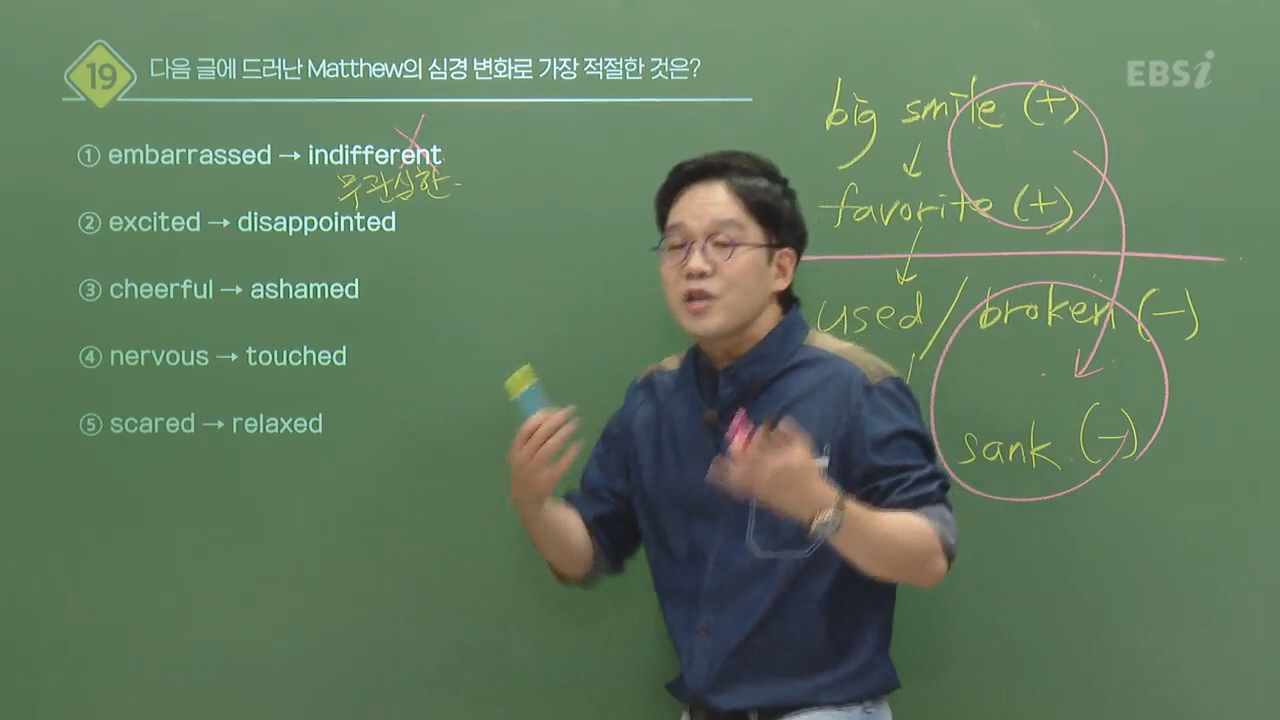 19 다음 글에 드러난 Matthew의 심경 변화로 가장 적절한 것은?
EBSi
① embarrassed → indifferent
무관심한
② excited → disappointed
③ cheerful → ashamed
④ nervous → touched
⑤ scared → relaxed
big smile (+)
↓
favorite (+)
↓
used / broken (-)
sank (-)